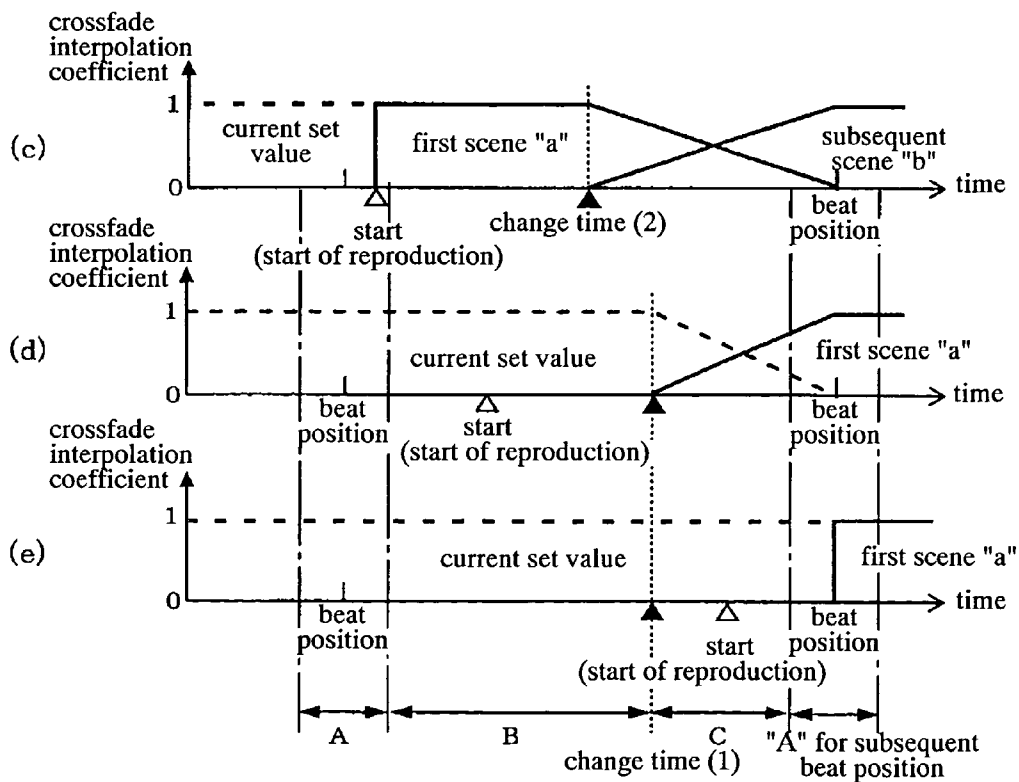 crossfade
interpolation
coefficient
(c)
1
0
current set
value
first scene "a"
subsequent
scene "b"
time
start
(start of reproduction)
change time (2)
beat
position
crossfade
interpolation
coefficient
(d)
1
0
current set value
first scene "a"
time
beat
position
start
(start of reproduction)
beat
position
crossfade
interpolation
coefficient
(e)
1
0
current set value
first scene "a"
time
beat
position
start
(start of reproduction)
beat
position
A
B
change time (1)
C
"A" for subsequent
beat position